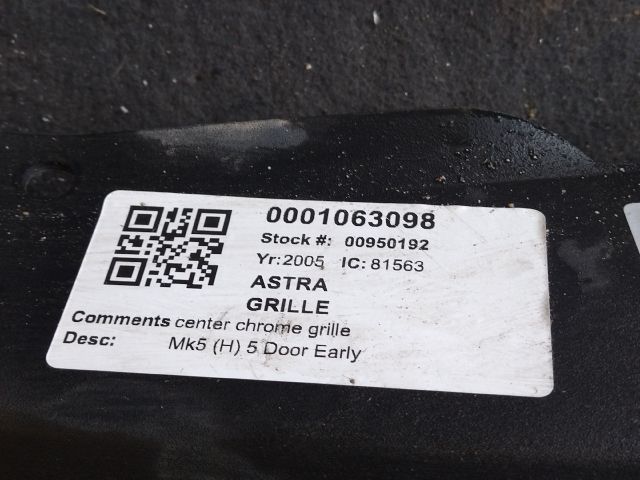 0001063098
Stock #: 00950192
Yr: 2005 IC: 81563
ASTRA
GRILLE
Comments center chrome grille
Desc: Mk5 (H) 5 Door Early